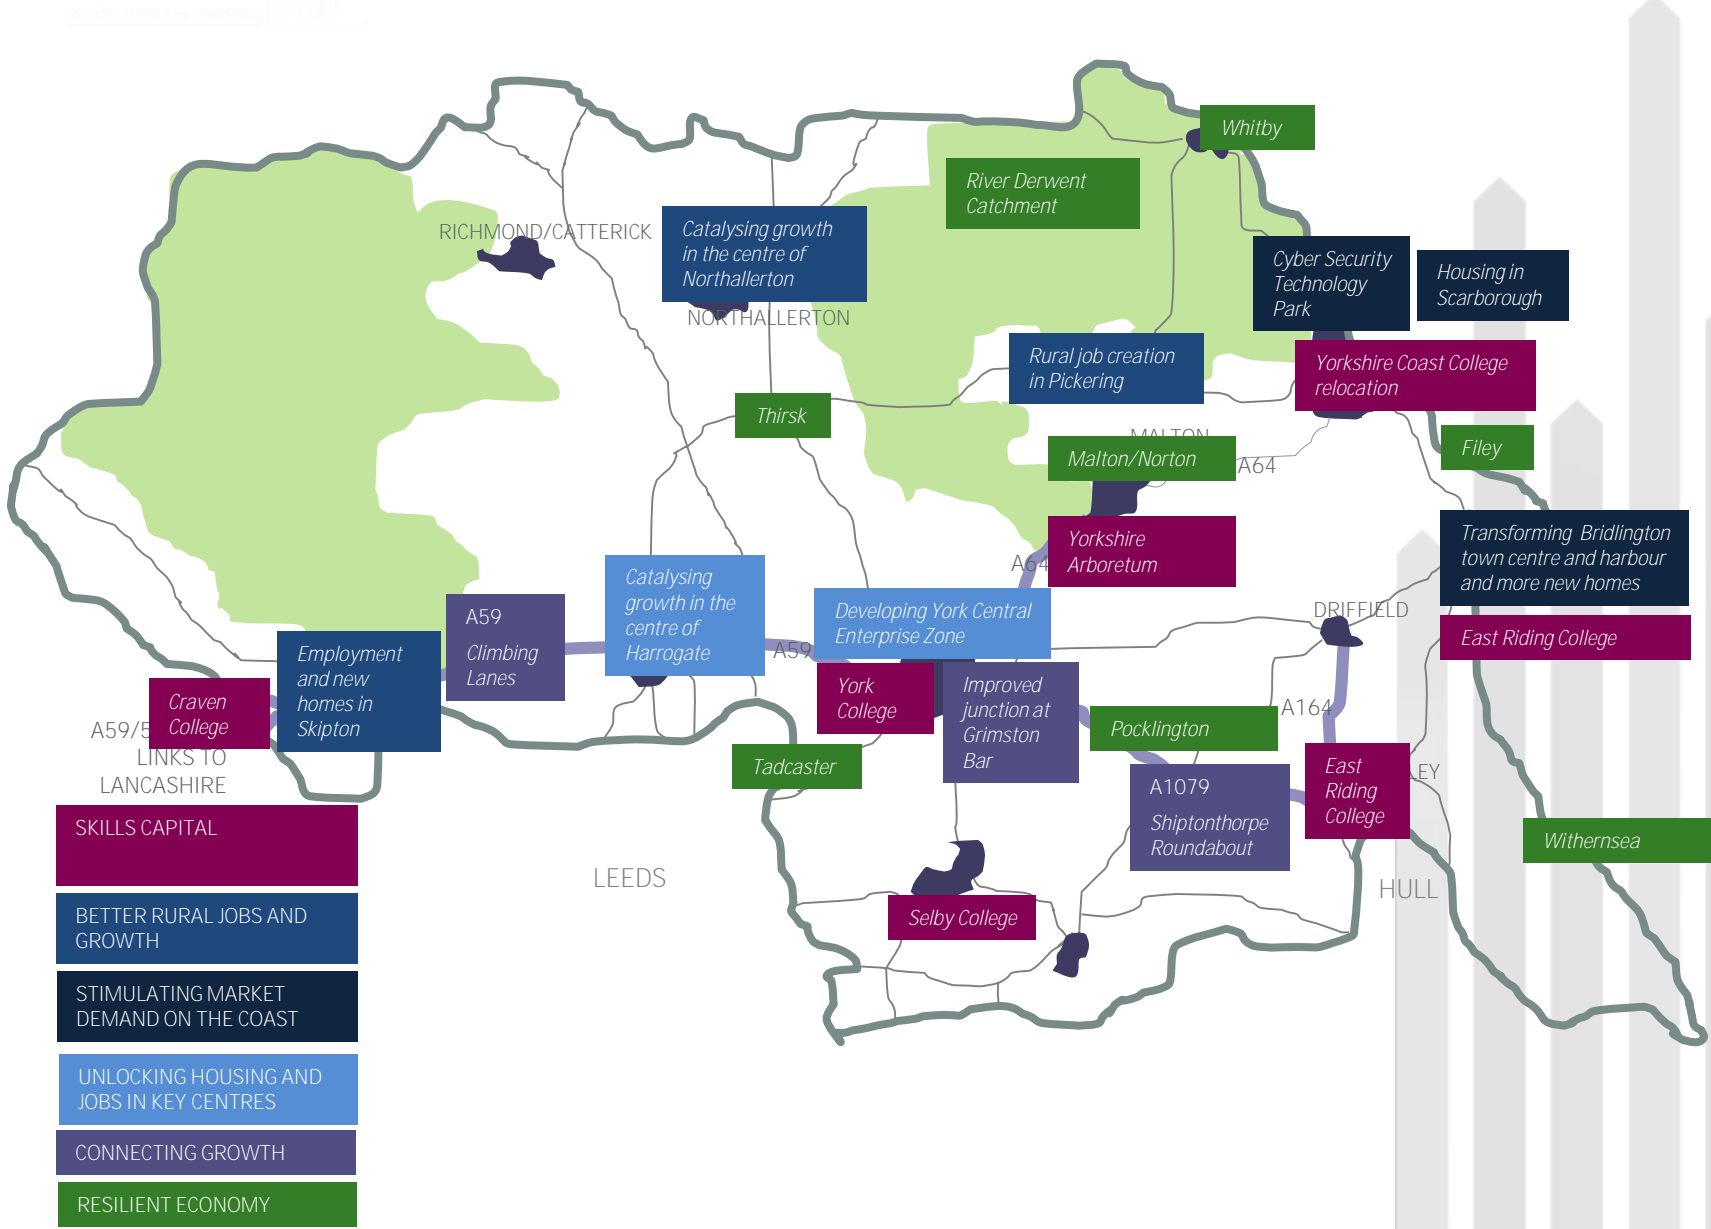 Whitby
River Derwent
Catchment
RICHMOND/CATTERICK
Catalysing growth
in the centre of
Northallerton
NORTHALLERTON
Cyber Security
Technology
Park
Housing in
Scarborough
Rural job creation
in Pickering
Yorkshire Coast College
relocation
Thirsk
MALTON
Malton/Norton
A64
Filey
Yorkshire
Arboretum
A64
Transforming Bridlington
town centre and harbour
and more new homes
Catalysing
growth in the
centre of
Harrogate
Developing York Central
Enterprise Zone
DRIFFIELD
East Riding College
A59
Climbing
Lanes
A59
Employment
and new
homes in
Skipton
Craven
College
A59/5
LINKS TO
LANCASHIRE
York
College
Improved
junction at
Grimston
Bar
Pocklington
A164
Tadcaster
A1079
Shiptonthorpe
Roundabout
East
Riding
College
LEY
Withernsea
LEEDS
HULL
Selby College
SKILLS CAPITAL
BETTER RURAL JOBS AND
GROWTH
STIMULATING MARKET
DEMAND ON THE COAST
UNLOCKING HOUSING AND
JOBS IN KEY CENTRES
CONNECTING GROWTH
RESILIENT ECONOMY